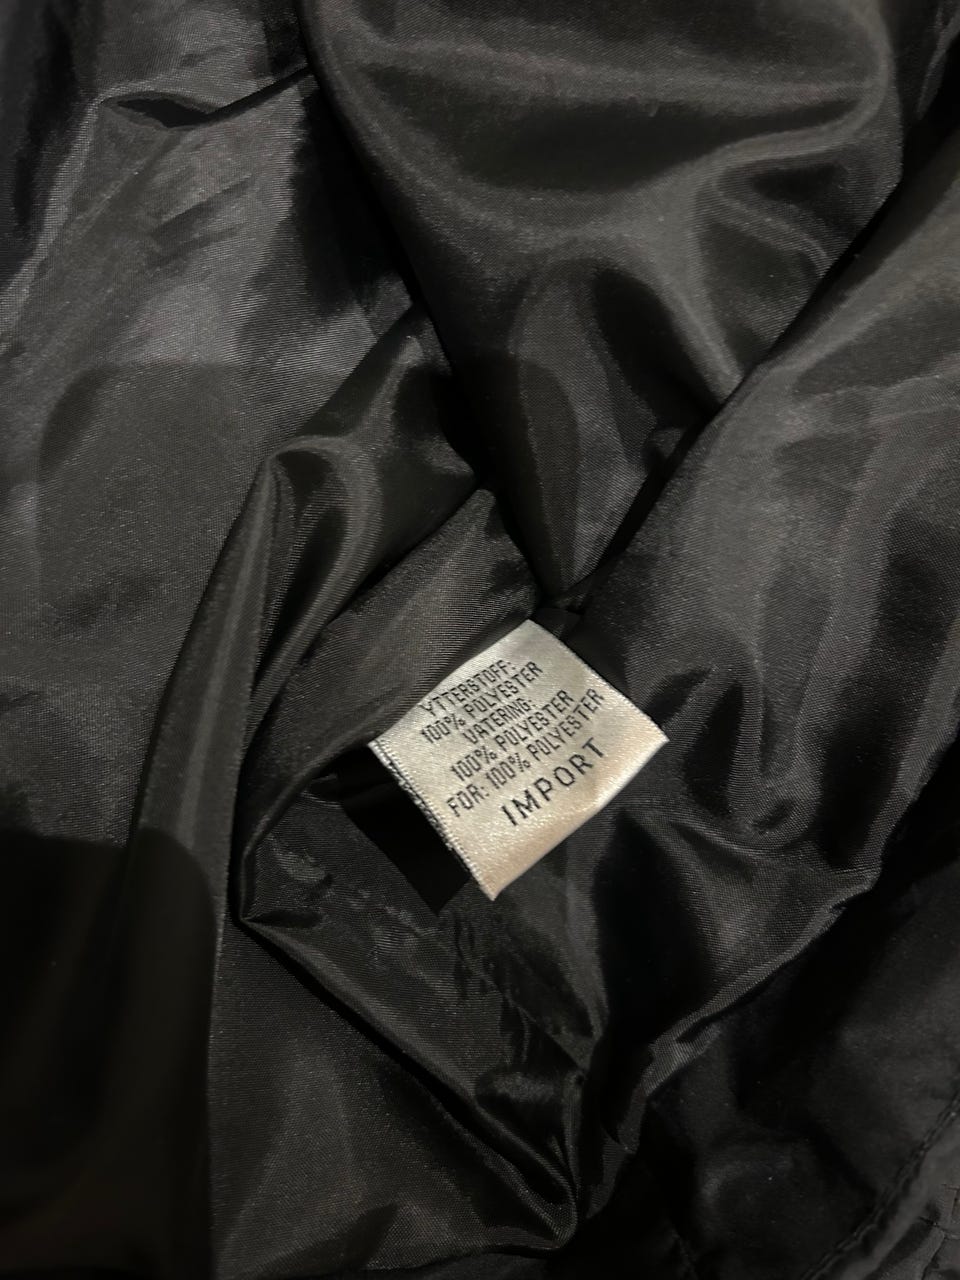 YTTERSTOFF:
100% POLYESTER
VATERING:
100% POLYESTER
FOR: 100% POLYESTER
IMPORT